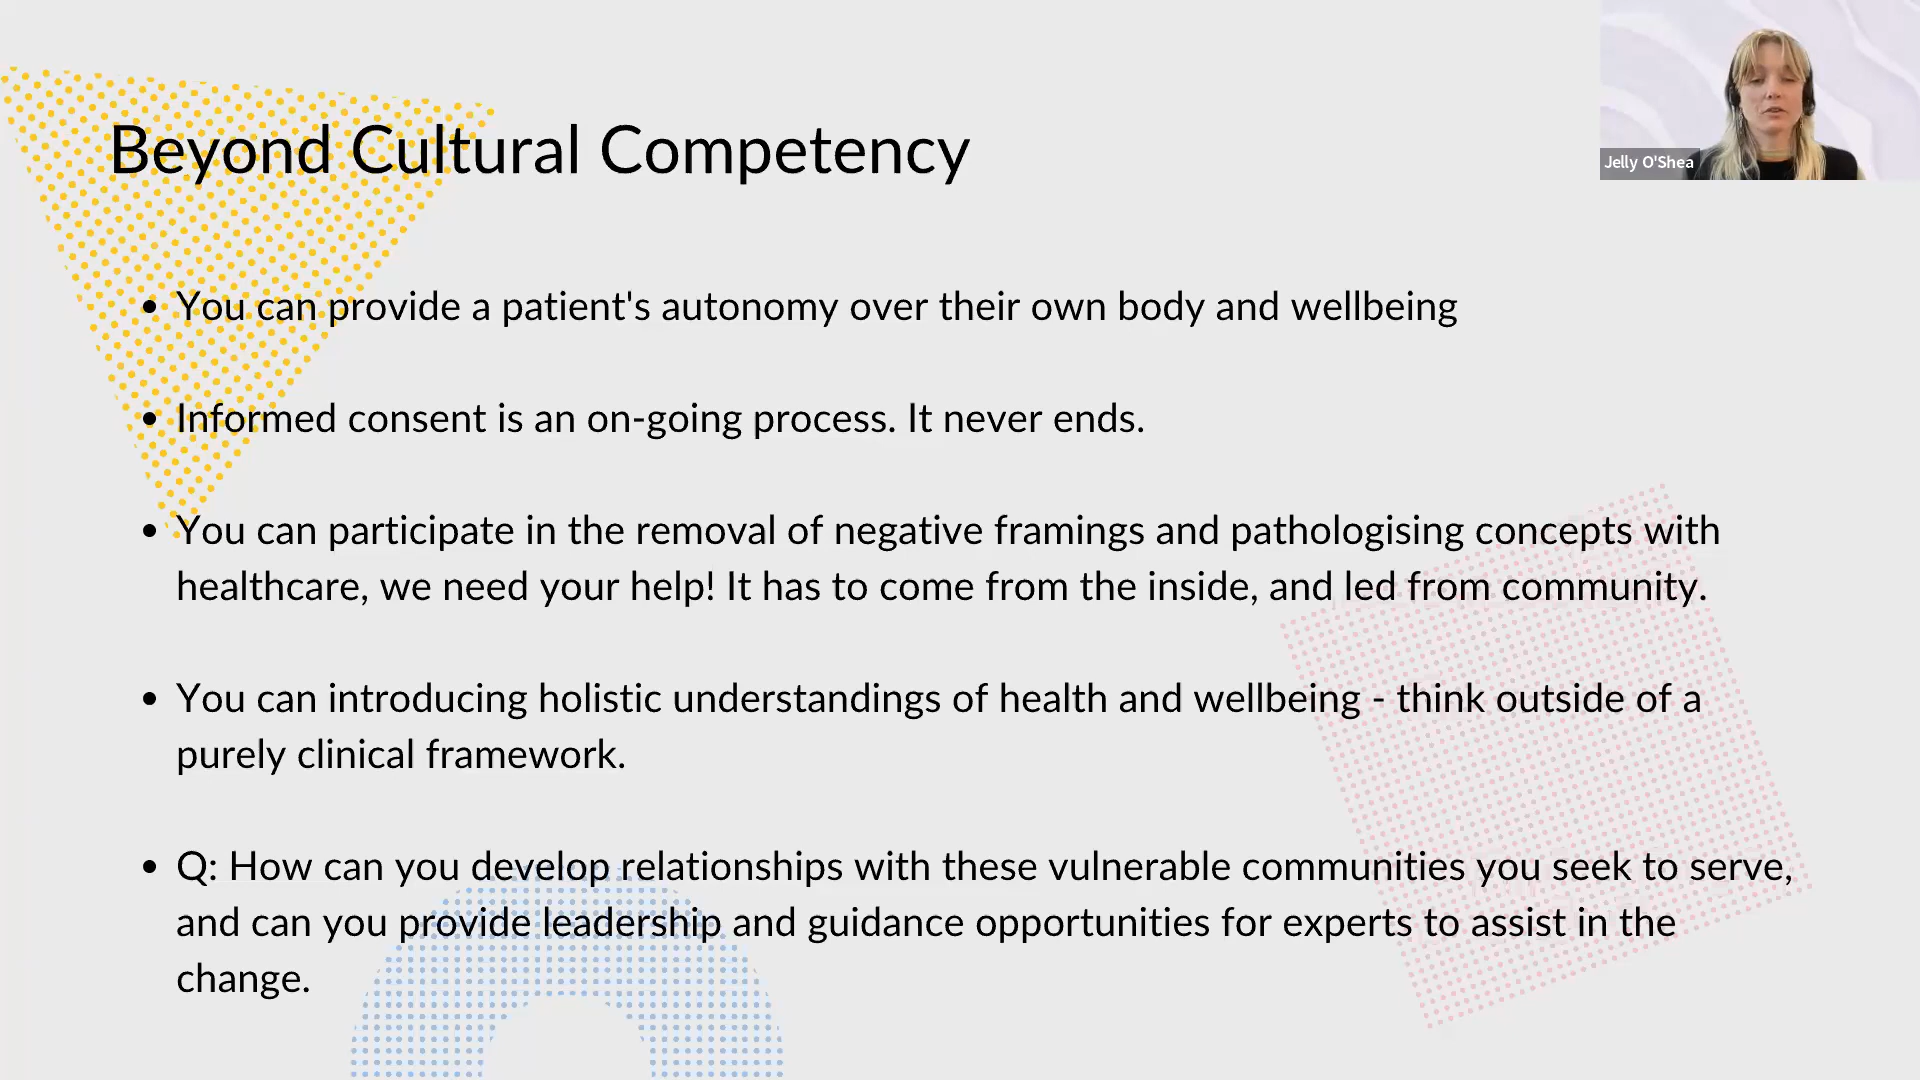 Beyond Cultural Competency
Jelly O'Shea
• You can provide a patient's autonomy over their own body and wellbeing
• Informed consent is an on-going process. It never ends.
• You can participate in the removal of negative framings and pathologising concepts with
healthcare, we need your help! It has to come from the inside, and led from community.
• You can introducing holistic understandings of health and wellbeing - think outside of a
purely clinical framework.
• Q: How can you develop relationships with these vulnerable communities you seek to serve,
and can you provide leadership and guidance opportunities for experts to assist in the
change.